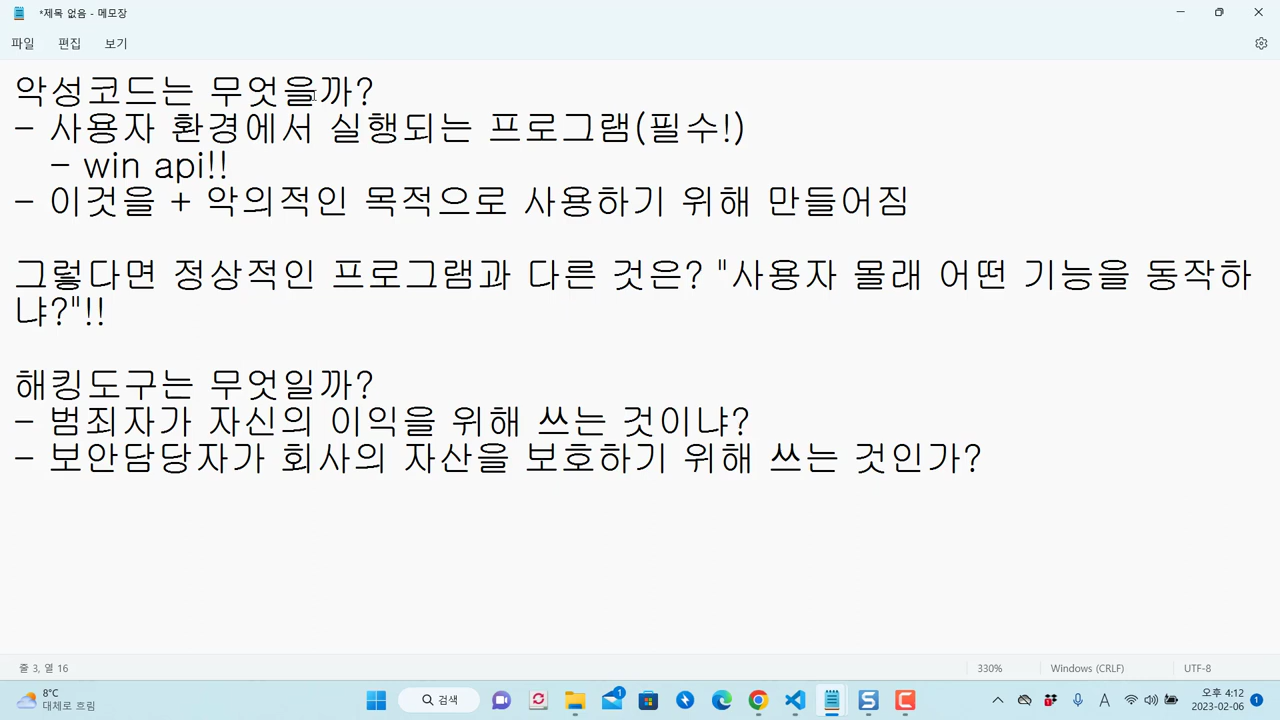 *제목 없음 - 메모장
파일 편집 보기
악성코드는 무엇을까?
- 사용자 환경에서 실행되는 프로그램(필수!)
- win api!!
- 이것을 + 악의적인 목적으로 사용하기 위해 만들어짐
그렇다면 정상적인 프로그램과 다른 것은? "사용자 몰래 어떤 기능을 동작하
냐?"!!
해킹도구는 무엇일까?
- 범죄자가 자신의 이익을 위해 쓰는 것이냐?
- 보안담당자가 회사의 자산을 보호하기 위해 쓰는 것인가?
줄 3, 열 16 330% Windows (CRLF) UTF-8
8°C
대체로 흐림
검색
1
A
오후 4:12
2023-02-06
1